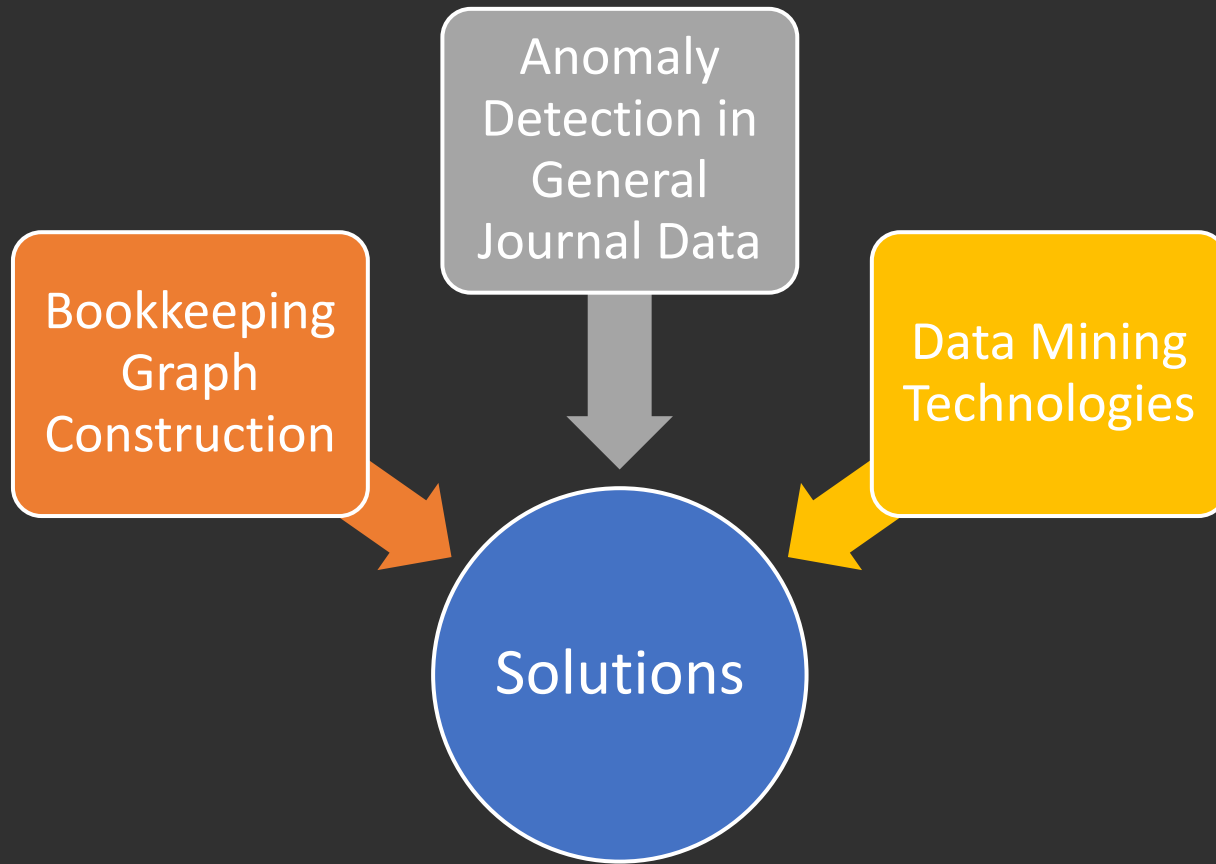 Anomaly
Detection in
General
Journal Data
Bookkeeping
Graph
Construction
Data Mining
Technologies
Solutions